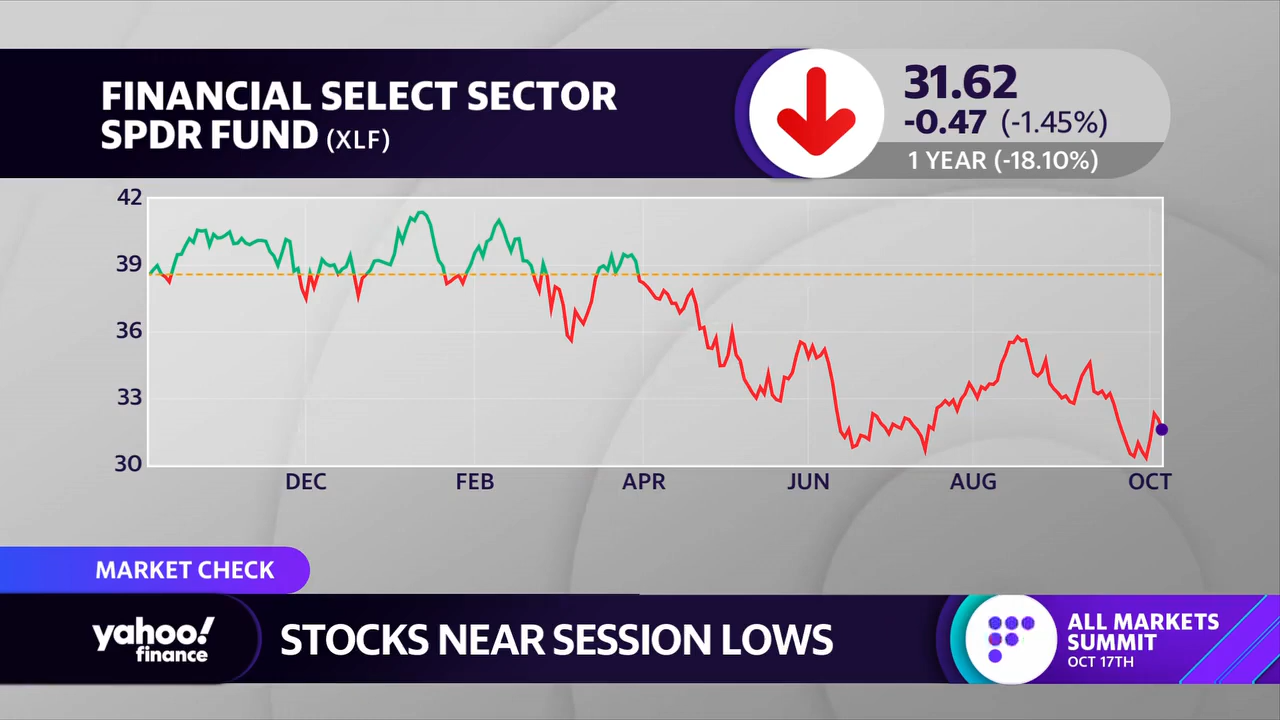 FINANCIAL SELECT SECTOR
SPDR FUND (XLF)
31.62
-0.47 (-1.45%)
1 YEAR (-18.10%)
42
39
36
33
30
DEC
FEB
APR
JUN
AUG
OCT
MARKET CHECK
yahoo!
finance
STOCKS NEAR SESSION LOWS
ALL MARKETS
SUMMIT
OCT 17TH